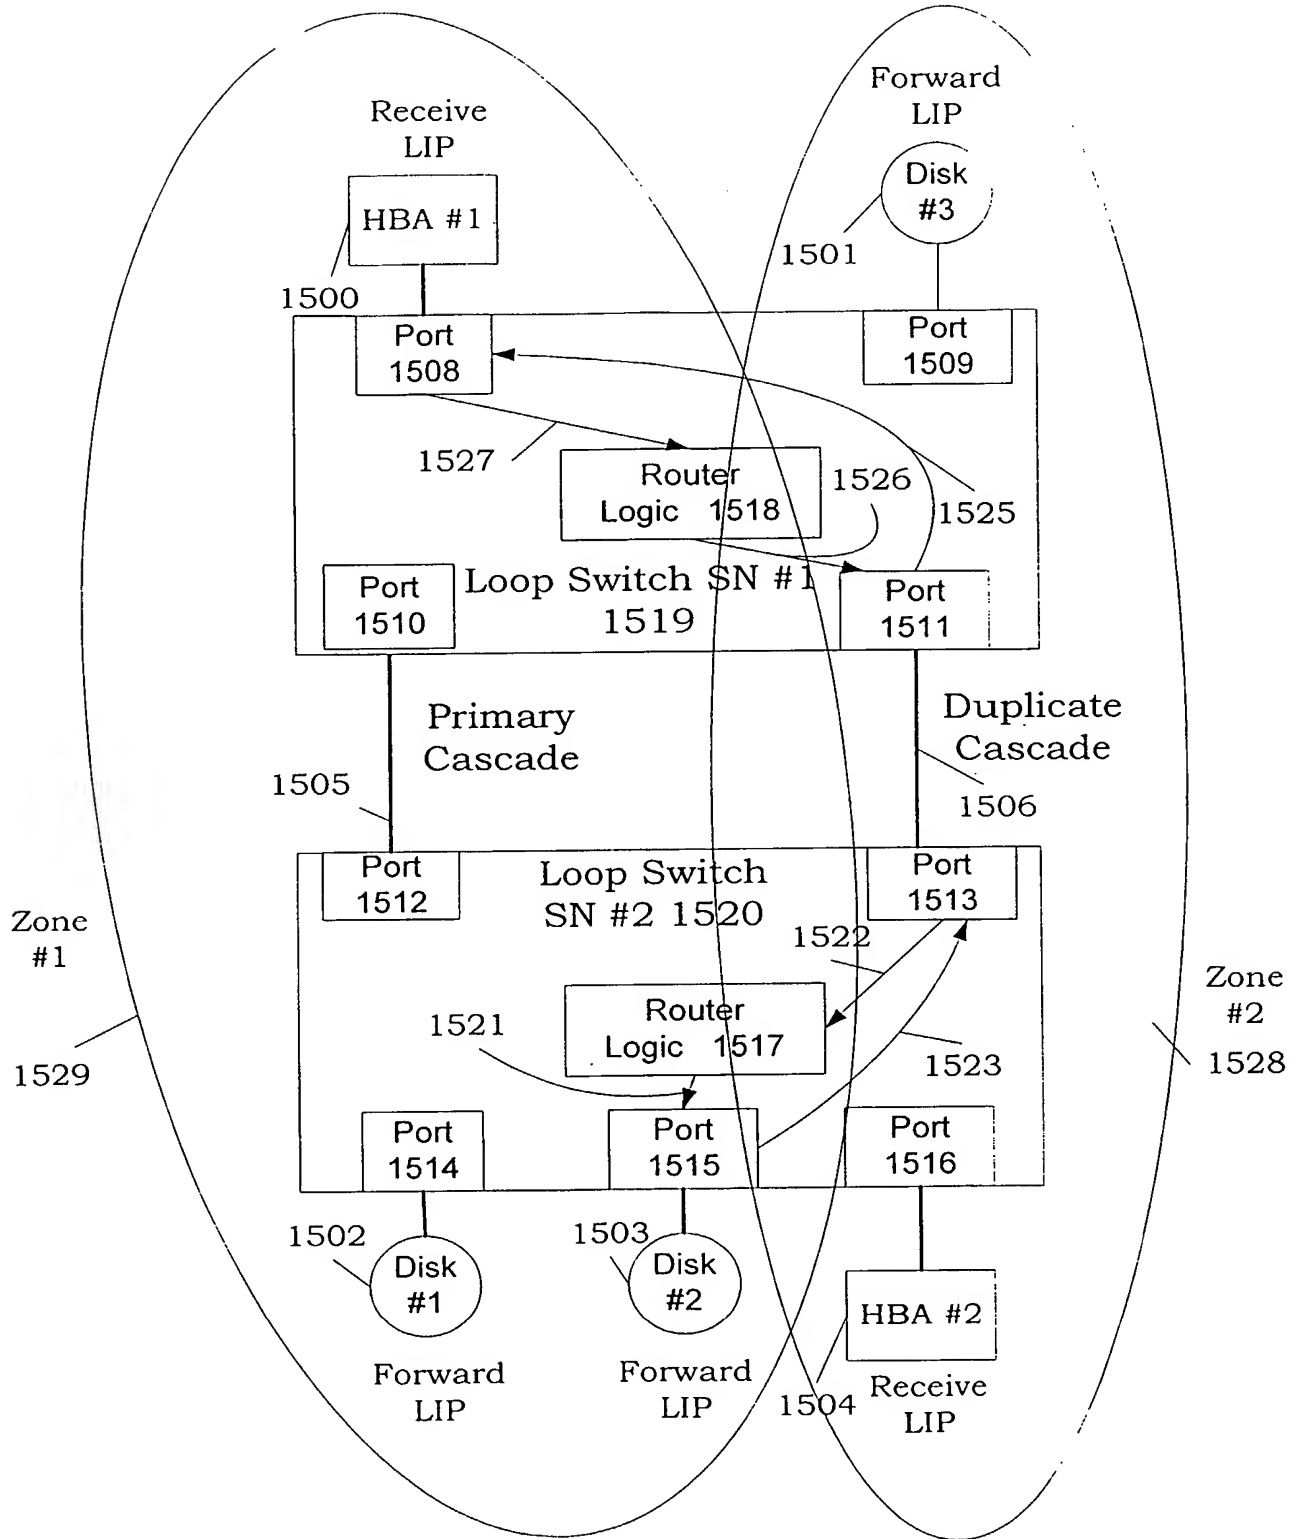 Forward
LIP
Receive
LIP
Disk
#3
HBA #1
1501
1500
Port
1508
Port
1509
1527
Router
Logic 1518
1526
1525
Port
1510
Loop Switch SN #1
1519
Port
1511
Primary
Cascade
Duplicate
Cascade
1505
1506
Port
1512
Loop Switch
SN #2 1520
Port
1513
Zone
#1
1522
Zone
#2
1521
Router
Logic 1517
1523
1529
1528
Port
1514
Port
1515
Port
1516
1502
1503
Disk
#1
Disk
#2
HBA #2
Forward
LIP
Forward
LIP
1504
Receive
LIP